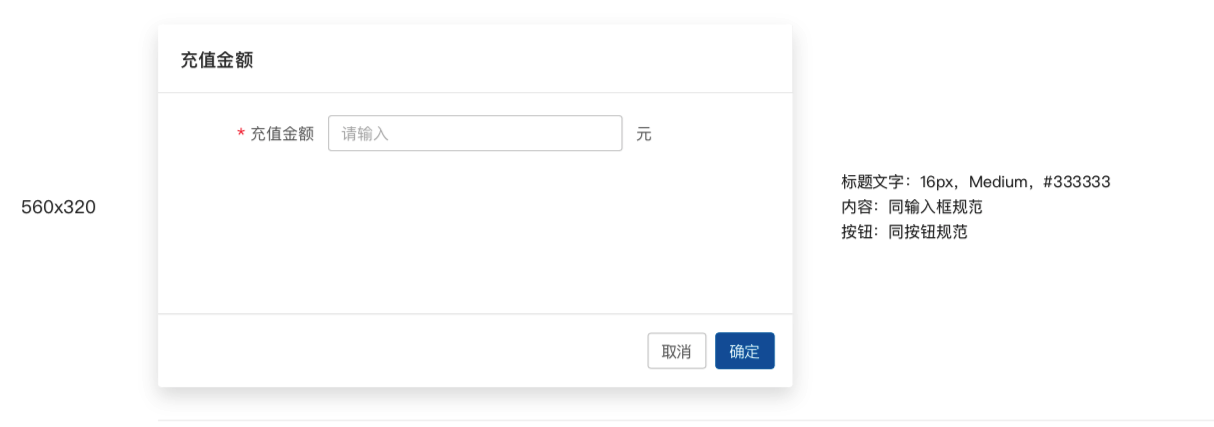 充值金额
* 充值金额 请输入 元
560x320
标题文字：16px，Medium，#333333
内容：同输入框规范
按钮：同按钮规范
取消 确定